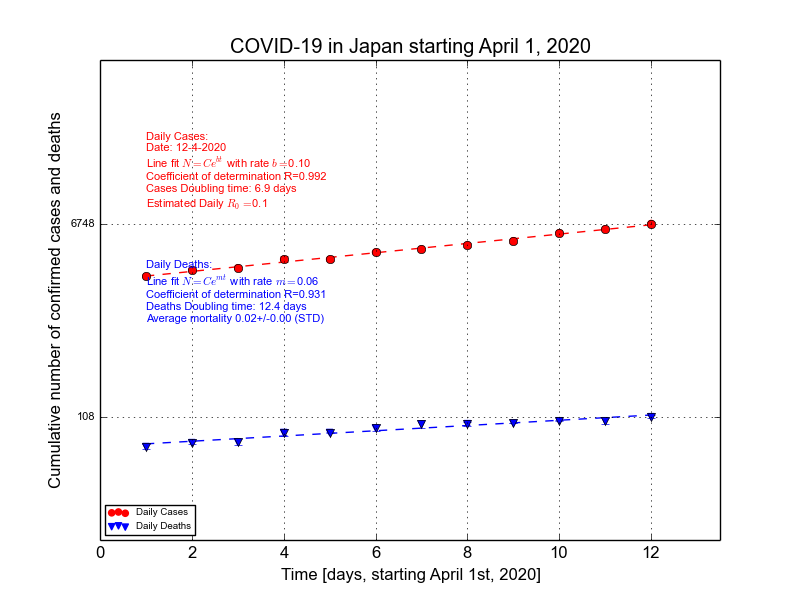 COVID-19 in Japan starting April 1, 2020
Daily Cases:
Date: 12-4-2020
Line fit N = Ce^{bt} with rate b = 0.10
Coefficient of determination R=0.992
Cases Doubling time: 6.9 days
Estimated Daily R_0 = 0.1
6748
Daily Deaths:
Line fit N = Ce^{mt} with rate m = 0.06
Coefficient of determination R=0.931
Deaths Doubling time: 12.4 days
Average mortality 0.02+/-0.00 (STD)
108
Cumulative number of confirmed cases and deaths
Daily Cases
Daily Deaths
0 2 4 6 8 10 12
Time [days, starting April 1st, 2020]